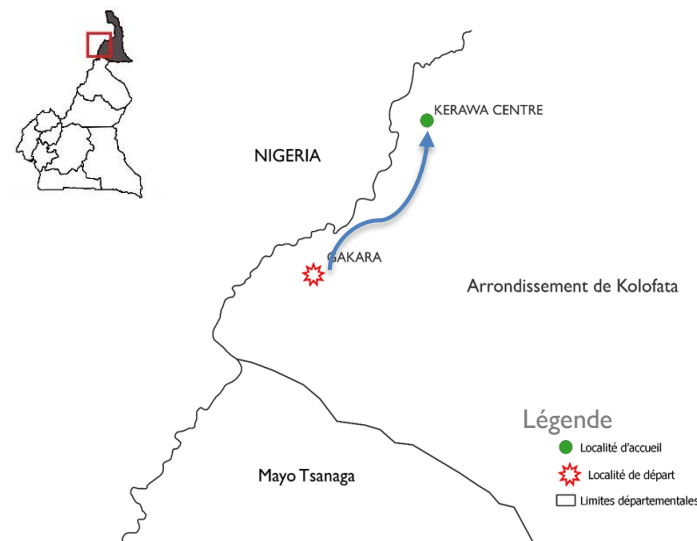 KERAWA CENTRE
NIGERIA
GAKARA
Arrondissement de Kolofata
Mayo Tsanaga
Légende
Localité d'accueil
Localité de départ
Limites départementales